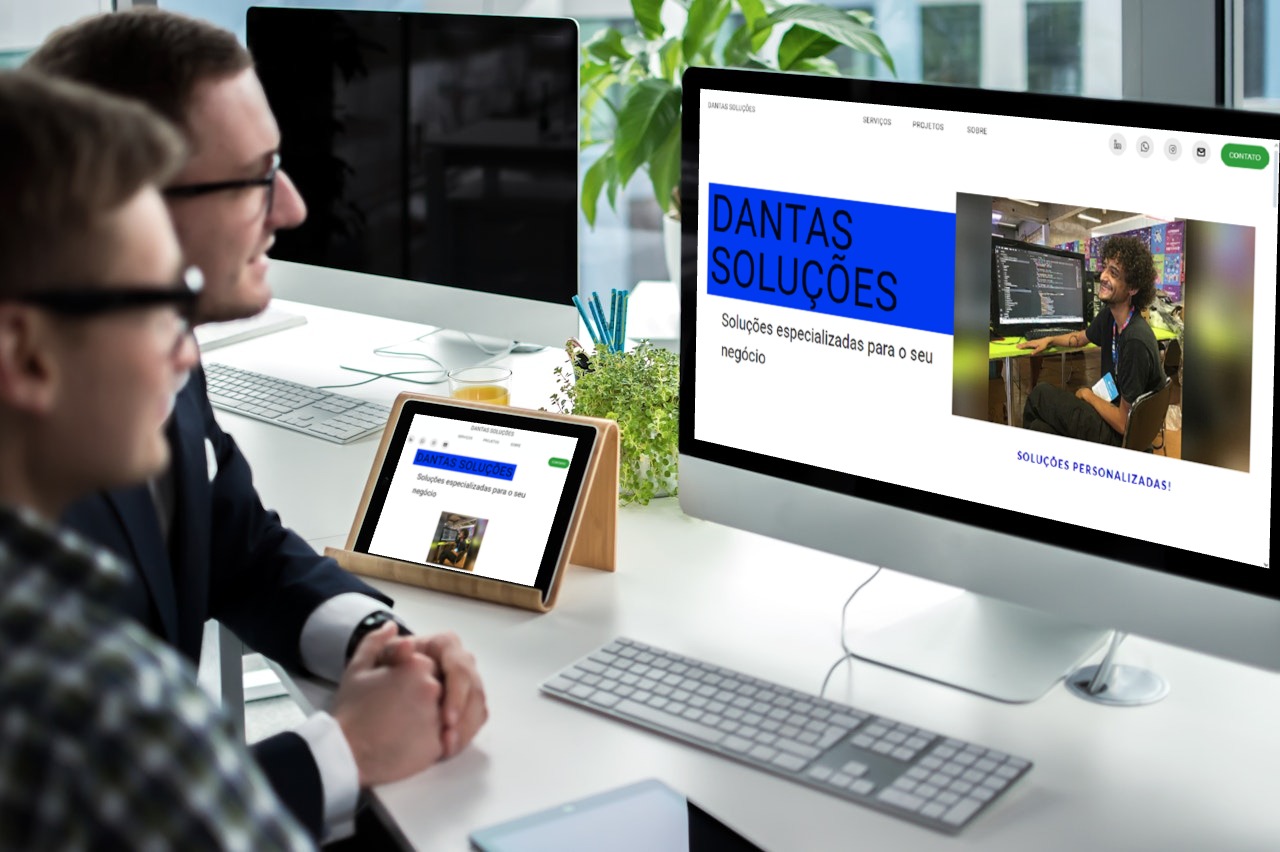 DANTAS SOLUÇÕES
SERVIÇOS
PROJETOS
SOBRE
CONTATO
DANTAS
SOLUÇÕES
Soluções especializadas para o seu
negócio
SOLUÇÕES PERSONALIZADAS!
DANTAS SOLUÇÕES
SERVIÇOS
PROJETOS
SOBRE
DANTAS SOLUÇÕES
Soluções especializadas para o seu
negócio